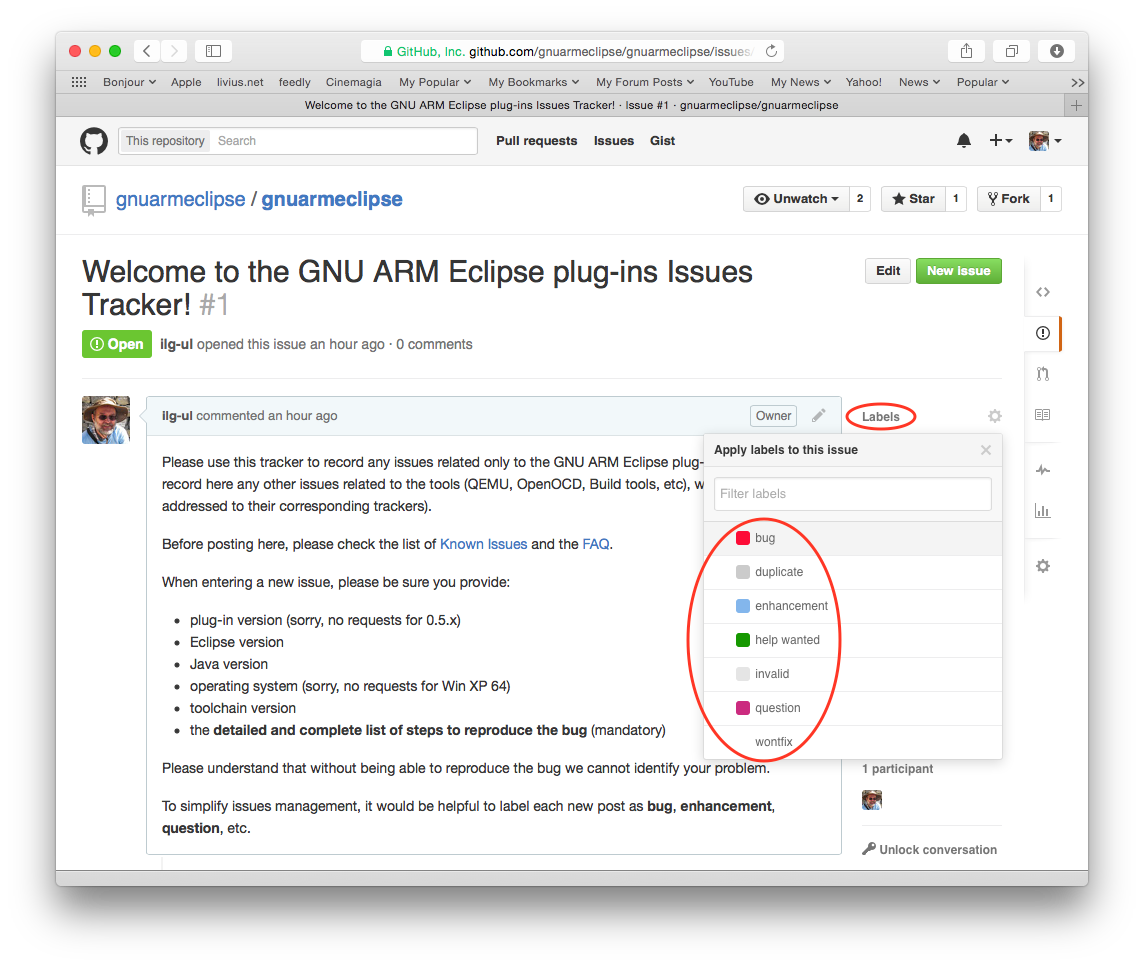 GitHub, Inc. github.com/gnuarmeclipse/gnuarmeclipse/issues/
Bonjour Apple livius.net feedly Cinemagia My Popular My Bookmarks My Forum Posts YouTube My News Yahoo! News Popular >>
Welcome to the GNU ARM Eclipse plug-ins Issues Tracker! · Issue #1 · gnuarmeclipse/gnuarmeclipse
This repository Search Pull requests Issues Gist
gnuarmeclipse / gnuarmeclipse Unwatch 2 Star 1 Fork 1
Welcome to the GNU ARM Eclipse plug-ins Issues
Tracker! #1
Edit New issue
Open ilg-ul opened this issue an hour ago · 0 comments
ilg-ul commented an hour ago Owner
Please use this tracker to record any issues related only to the GNU ARM Eclipse plug-
record here any other issues related to the tools (QEMU, OpenOCD, Build tools, etc), w
addressed to their corresponding trackers).
Before posting here, please check the list of Known Issues and the FAQ.
When entering a new issue, please be sure you provide:
• plug-in version (sorry, no requests for 0.5.x)
• Eclipse version
• Java version
• operating system (sorry, no requests for Win XP 64)
• toolchain version
• the detailed and complete list of steps to reproduce the bug (mandatory)
Please understand that without being able to reproduce the bug we cannot identify your problem.
To simplify issues management, it would be helpful to label each new post as bug, enhancement,
question, etc.
Labels
Apply labels to this issue
Filter labels
bug
duplicate
enhancement
help wanted
invalid
question
wontfix
1 participant
Unlock conversation